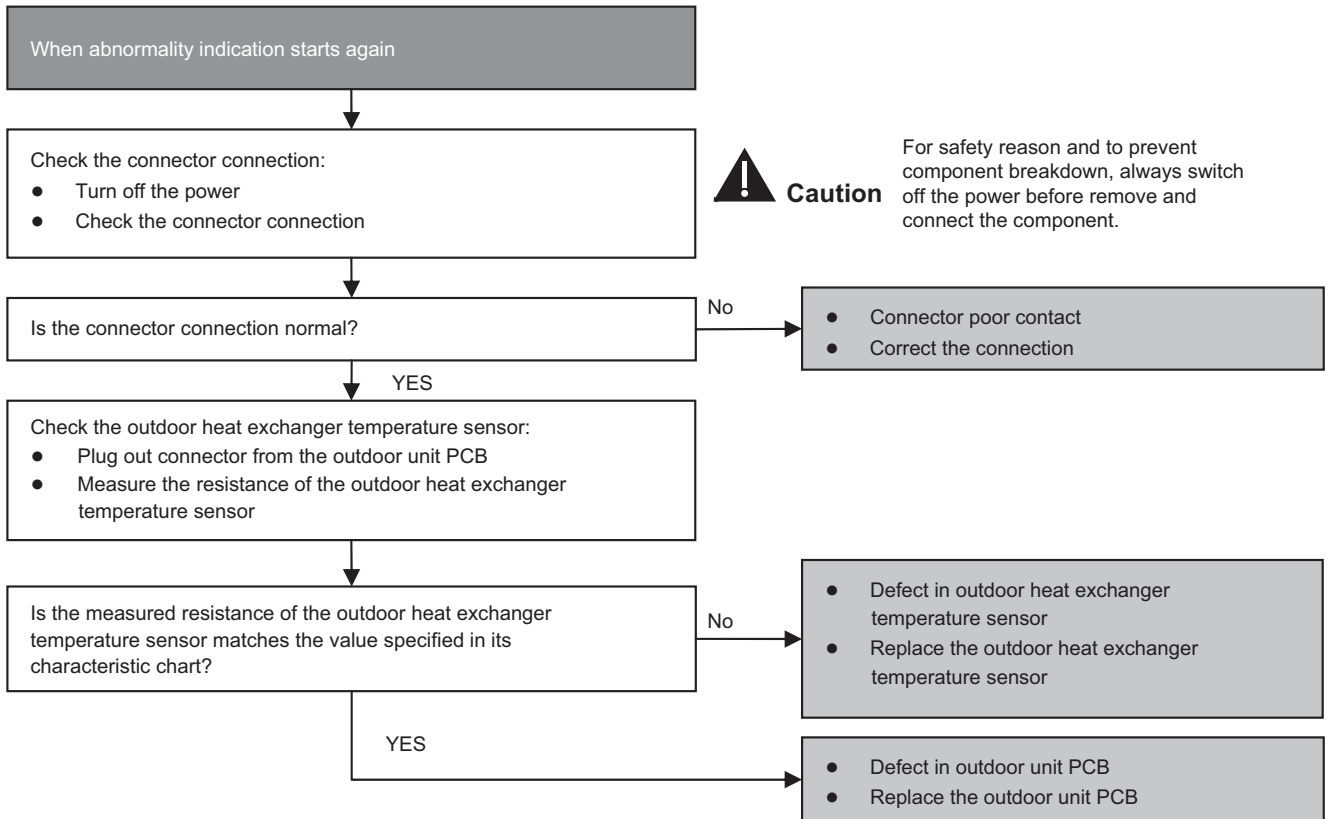 When abnormality indication starts again
Check the connector connection:
● Turn off the power
● Check the connector connection
Caution
For safety reason and to prevent
component breakdown, always switch
off the power before remove and
connect the component.
Is the connector connection normal?
No
● Connector poor contact
● Correct the connection
YES
Check the outdoor heat exchanger temperature sensor:
● Plug out connector from the outdoor unit PCB
● Measure the resistance of the outdoor heat exchanger
temperature sensor
Is the measured resistance of the outdoor heat exchanger
temperature sensor matches the value specified in its
characteristic chart?
No
● Defect in outdoor heat exchanger
temperature sensor
● Replace the outdoor heat exchanger
temperature sensor
YES
● Defect in outdoor unit PCB
● Replace the outdoor unit PCB